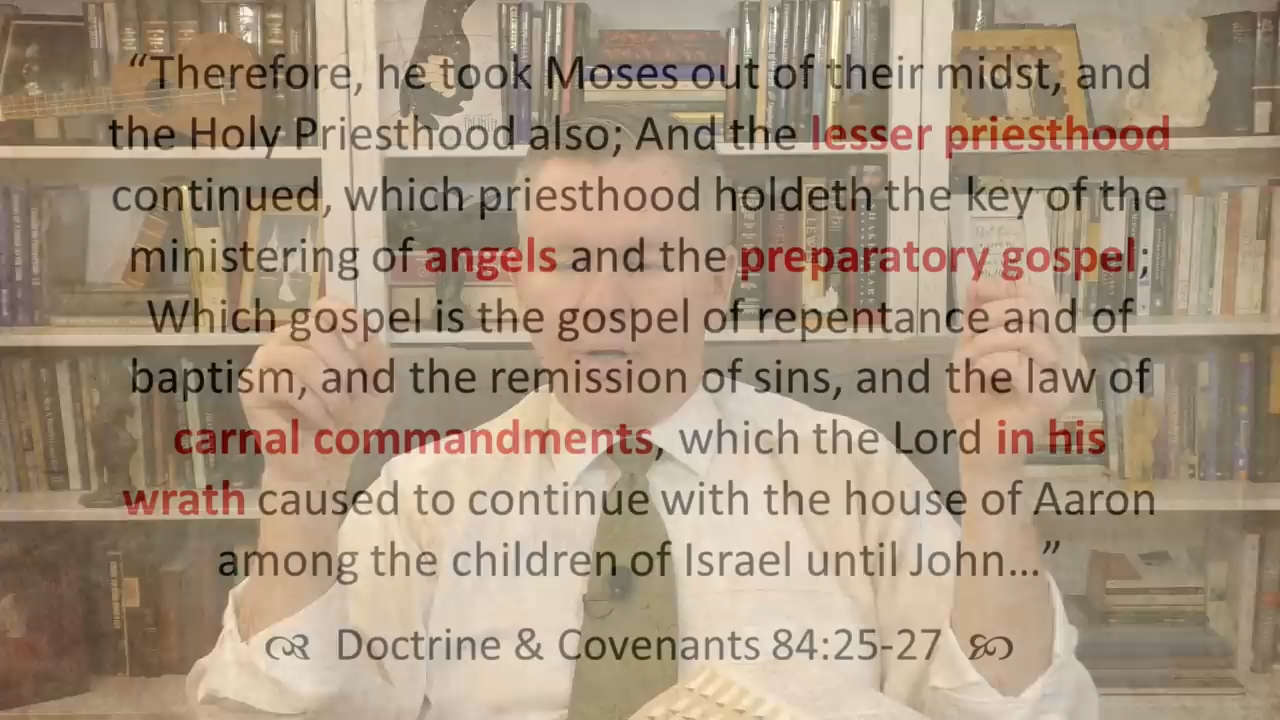 “Therefore, he took Moses out of their midst, and
the Holy Priesthood also; And the lesser priesthood
continued, which priesthood holdeth the key of the
ministering of angels and the preparatory gospel;
Which gospel is the gospel of repentance and of
baptism, and the remission of sins, and the law of
carnal commandments, which the Lord in his
wrath caused to continue with the house of Aaron
among the children of Israel until John...”
Doctrine & Covenants 84:25-27